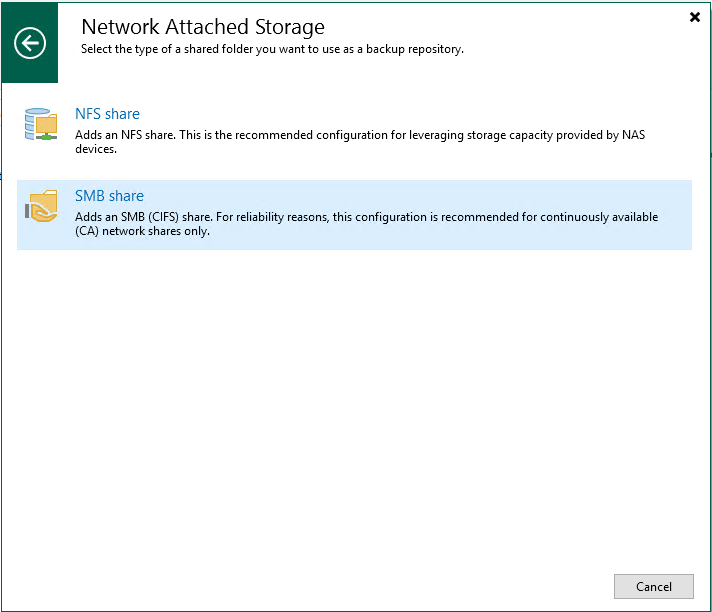 Network Attached Storage
Select the type of a shared folder you want to use as a backup repository.
NFS share
Adds an NFS share. This is the recommended configuration for leveraging storage capacity provided by NAS
devices.
SMB share
Adds an SMB (CIFS) share. For reliability reasons, this configuration is recommended for continuously available
(CA) network shares only.
Cancel